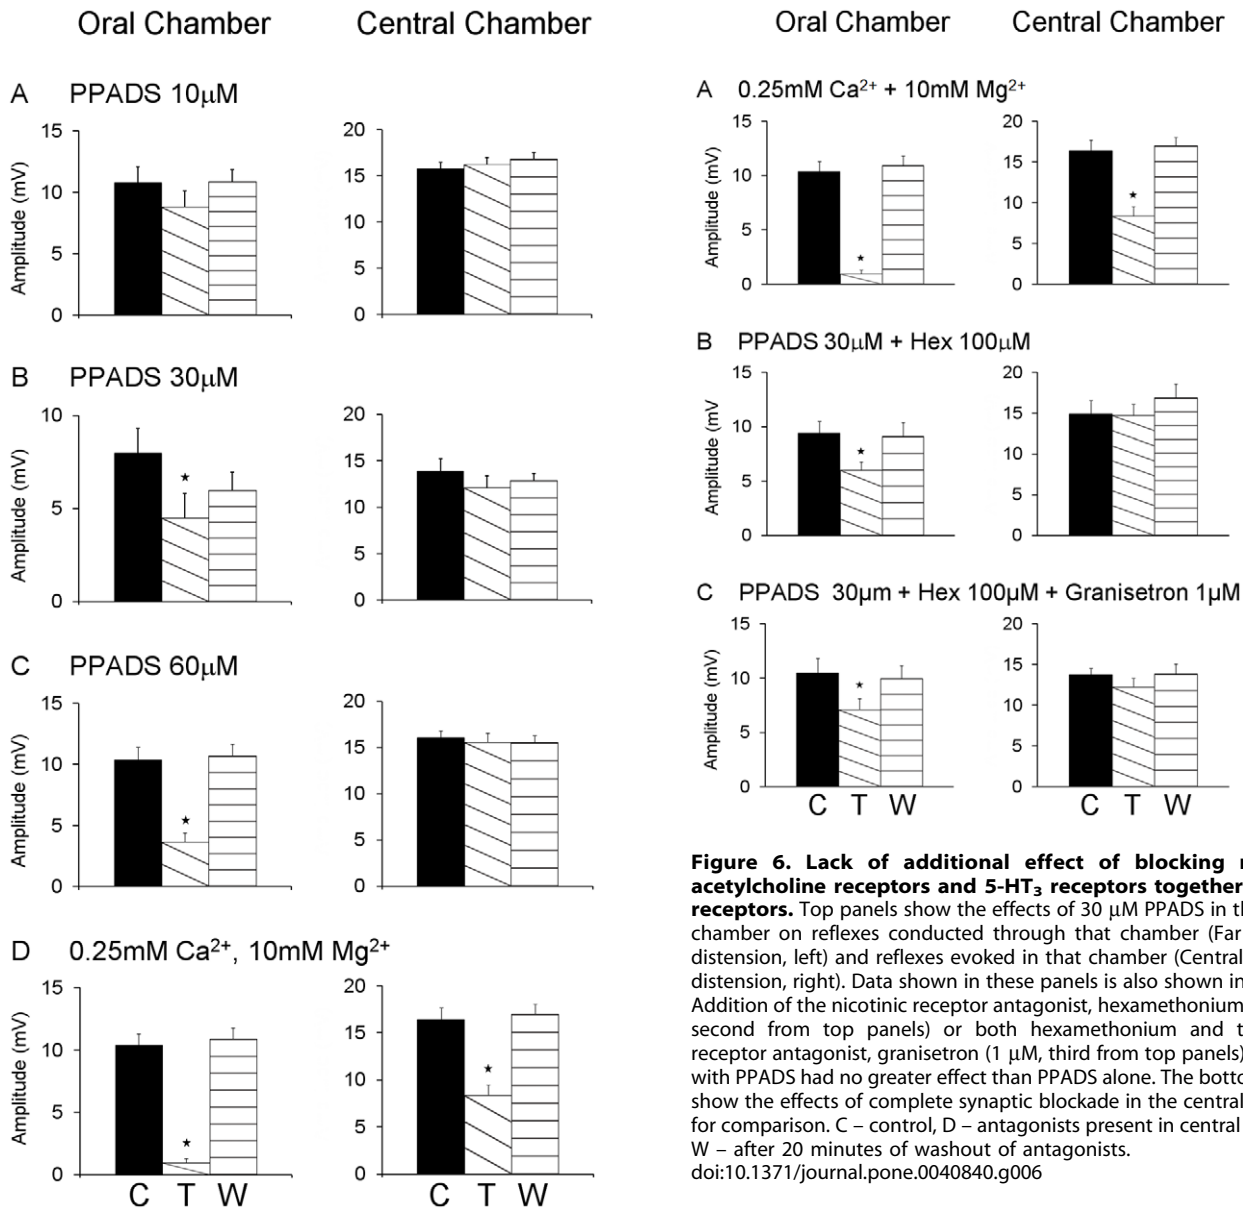 Oral Chamber Central Chamber
A PPADS 10μM
Amplitude (mV)
15
10
5
0
20
15
10
5
0
B PPADS 30μM
Amplitude (mV)
10
5
0
★
20
15
10
5
0
C PPADS 60μM
Amplitude (mV)
15
10
5
0
★
20
15
10
5
0
D 0.25mM Ca²⁺, 10mM Mg²⁺
Amplitude (mV)
15
10
5
0
★
20
15
10
5
0
★
C T W C T W
Oral Chamber Central Chamber
A 0.25mM Ca²⁺ + 10mM Mg²⁺
Amplitude (mV)
15
10
5
0
★
20
15
10
5
0
★
B PPADS 30μM + Hex 100μM
Amplitude (mV
15
10
5
0
★
20
15
10
5
0
C PPADS 30μm + Hex 100μM + Granisetron 1μM
Amplitude (mV)
15
10
5
0
★
20
15
10
5
0
C T W C T W
Figure 6. Lack of additional effect of blocking
acetylcholine receptors and 5-HT₃ receptors together
receptors. Top panels show the effects of 30 μM PPADS in
chamber on reflexes conducted through that chamber (Far
distension, left) and reflexes evoked in that chamber (Central
distension, right). Data shown in these panels is also shown in
Addition of the nicotinic receptor antagonist, hexamethonium
second from top panels) or both hexamethonium and
receptor antagonist, granisetron (1 μM, third from top panels)
with PPADS had no greater effect than PPADS alone. The
show the effects of complete synaptic blockade in the central
for comparison. C – control, D – antagonists present in central
W – after 20 minutes of washout of antagonists.
doi:10.1371/journal.pone.0040840.g006